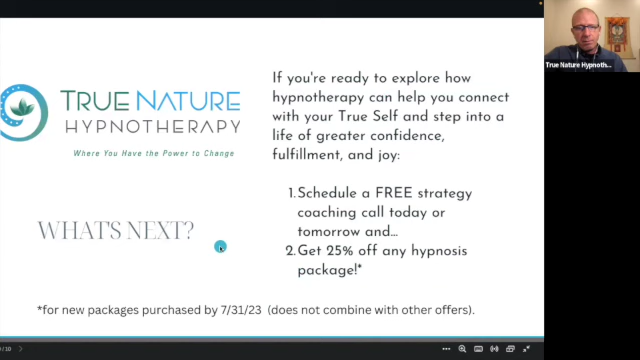 TRUE NATURE
HYPNOTHERAPY
Where You Have the Power to Change
WHAT'S NEXT?
If you're ready to explore how
hypnotherapy can help you connect
with your True Self and step into a
life of greater confidence,
fulfillment, and joy:
1. Schedule a FREE strategy
coaching call today or
tomorrow and...
2. Get 25% off any hypnosis
package!*
*for new packages purchased by 7/31/23 (does not combine with other offers).
True Nature Hypnoth...